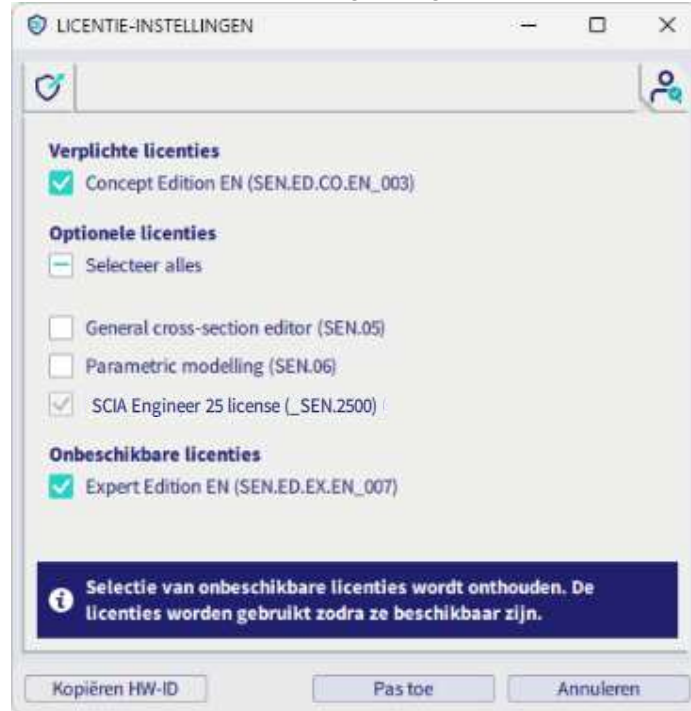 LICENTIE-INSTELLINGEN
Verplichte licenties
Concept Edition EN (SEN.ED.CO.EN_003)
Optionele licenties
Selecteer alles
General cross-section editor (SEN.05)
Parametric modelling (SEN.06)
SCIA Engineer 25 license (_SEN.2500)
Onbeschikbare licenties
Expert Edition EN (SEN.ED.EX.EN_007)
Selectie van onbeschikbare licenties wordt onthouden. De
licenties worden gebruikt zodra ze beschikbaar zijn.
Kopiëren HW-ID
Pas toe
Annuleren